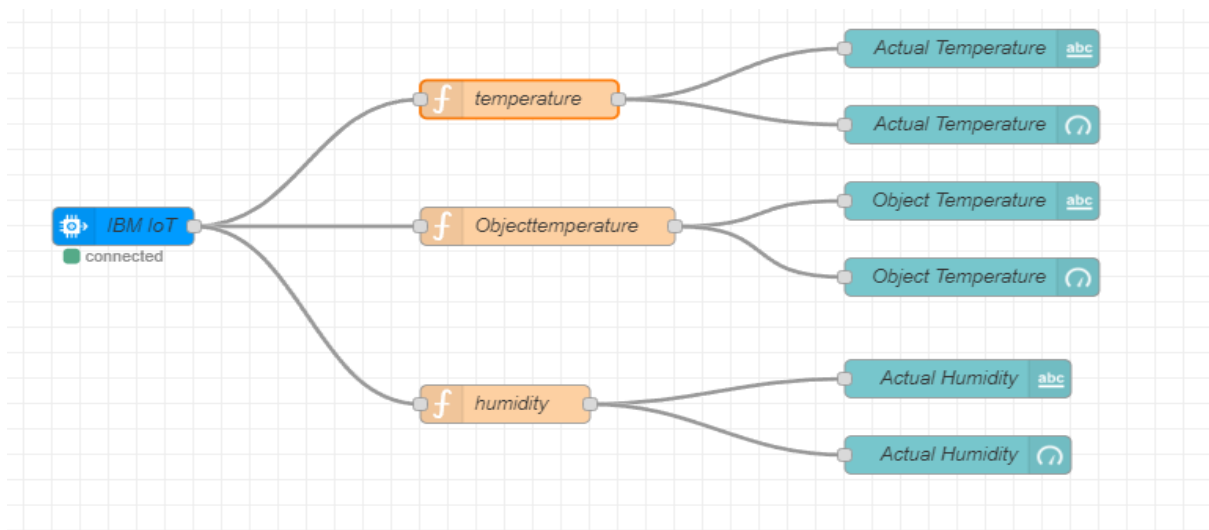 Actual Temperature abc
temperature
Actual Temperature
Object Temperature abc
IBM IoT
Objecttemperature
connected
Object Temperature
Actual Humidity abc
humidity
Actual Humidity